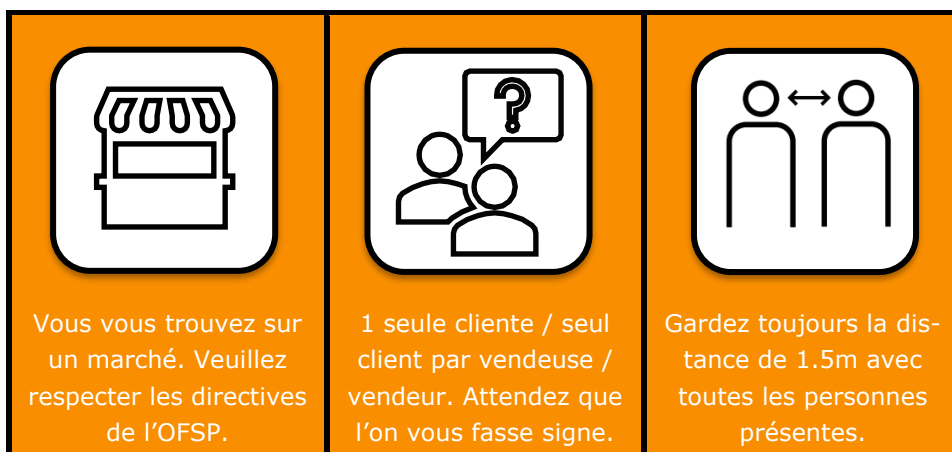 Vous vous trouvez sur
un marché. Veuillez
respecter les directives
de l’OFSP.
?
1 seule cliente / seul
client par vendeuse /
vendeur. Attendez que
l’on vous fasse signe.
Gardez toujours la dis-
tance de 1.5m avec
toutes les personnes
présentes.